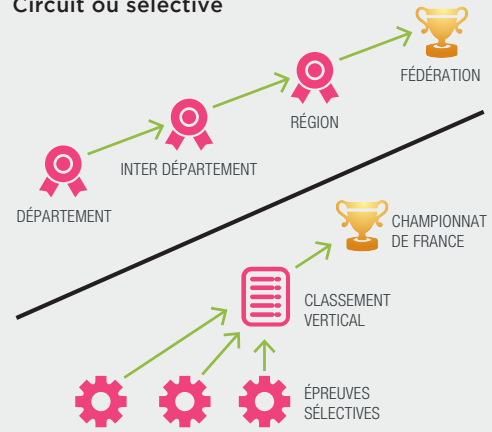 Circuit ou sélective
FÉDÉRATION
RÉGION
INTER DÉPARTEMENT
DÉPARTEMENT
CHAMPIONNAT
DE FRANCE
CLASSEMENT
VERTICAL
ÉPREUVES
SÉLECTIVES